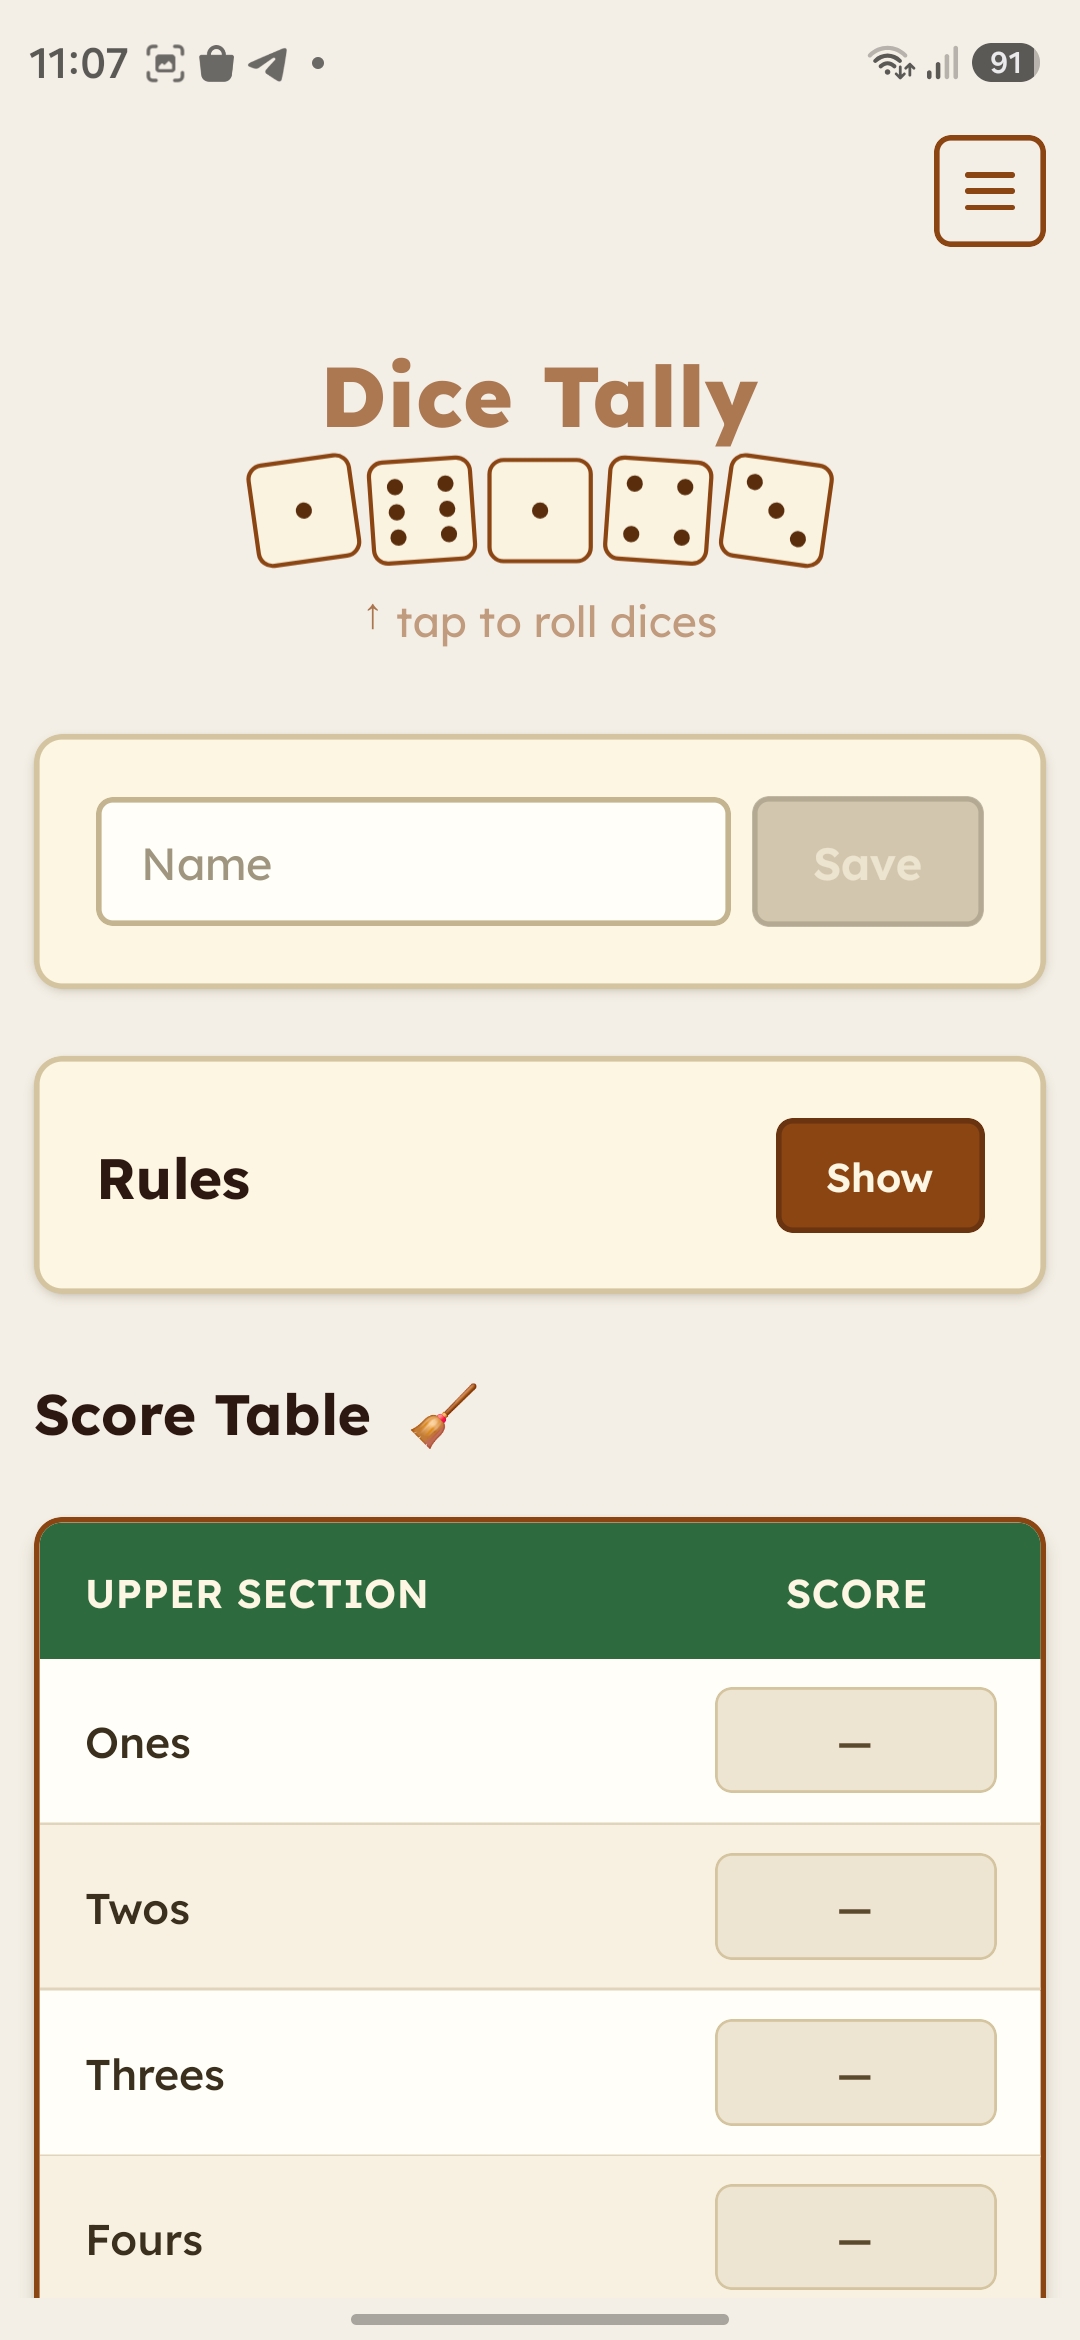 11:07
91
Dice Tally
↑ tap to roll dices
Name
Save
Rules
Show
Score Table
UPPER SECTION SCORE
Ones –
Twos –
Threes –
Fours –